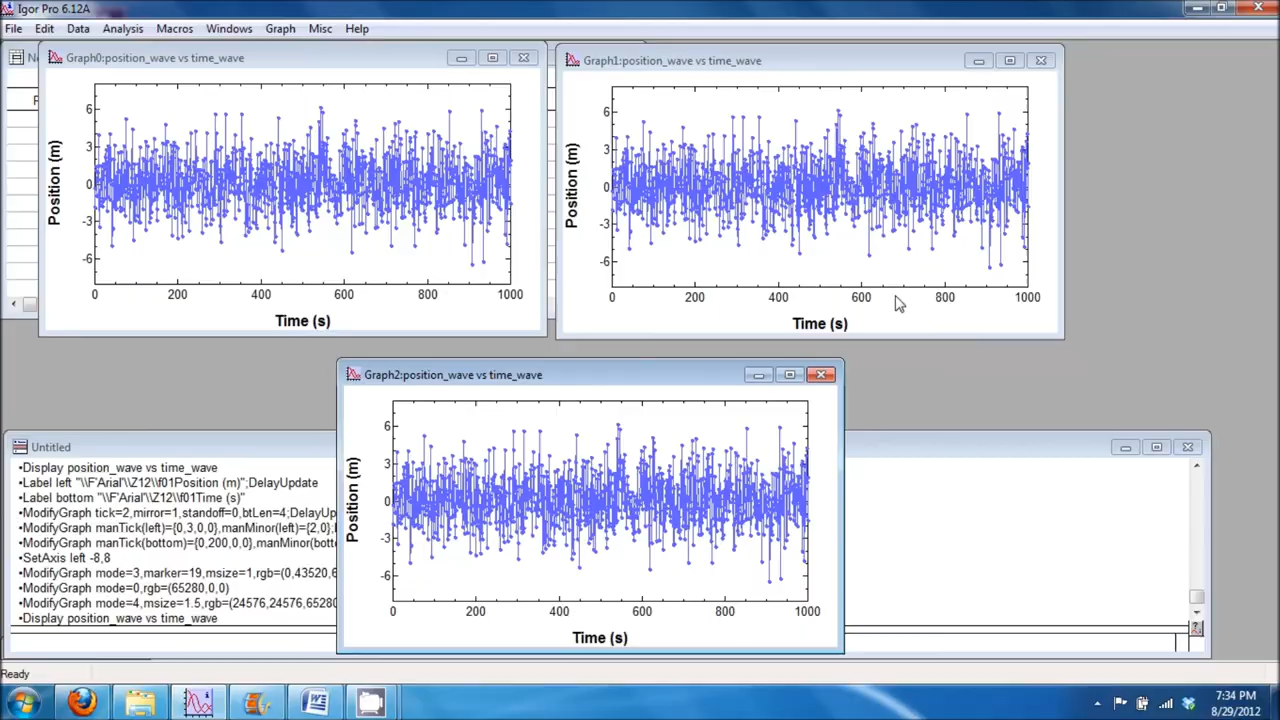 Igor Pro 6.12A
File Edit Data Analysis Macros Windows Graph Misc Help
Graph0:position_wave vs time_wave
6
3
0
-3
-6
Position (m)
0 200 400 600 800 1000
Time (s)
Graph1:position_wave vs time_wave
6
3
0
-3
-6
Position (m)
0 200 400 600 800 1000
Time (s)
Graph2:position_wave vs time_wave
6
3
0
-3
-6
Position (m)
0 200 400 600 800 1000
Time (s)
Untitled
•Display position_wave vs time_wave
•Label left "\\F'Arial'\\Z12\\f01Position (m)";DelayUpdate
•Label bottom "\\F'Arial'\\Z12\\f01Time (s)"
•ModifyGraph tick=2,mirror=1,standoff=0,btLen=4;DelayUp
•ModifyGraph manTick(left)={0,3,0,0},manMinor(left)={2,0};
•ModifyGraph manTick(bottom)={0,200,0,0},manMinor(bott
•SetAxis left -8,8
•ModifyGraph mode=3,marker=19,msize=1,rgb=(0,43520,6
•ModifyGraph mode=0,rgb=(65280,0,0)
•ModifyGraph mode=4,msize=1.5,rgb=(24576,24576,65280
•Display position_wave vs time_wave
Ready
7:34 PM
8/29/2012